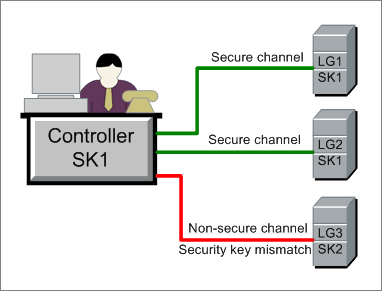 Secure channel
LG1
SK1
Controller
SK1
Secure channel
LG2
SK1
Non-secure channel
LG3
Security key mismatch
SK2